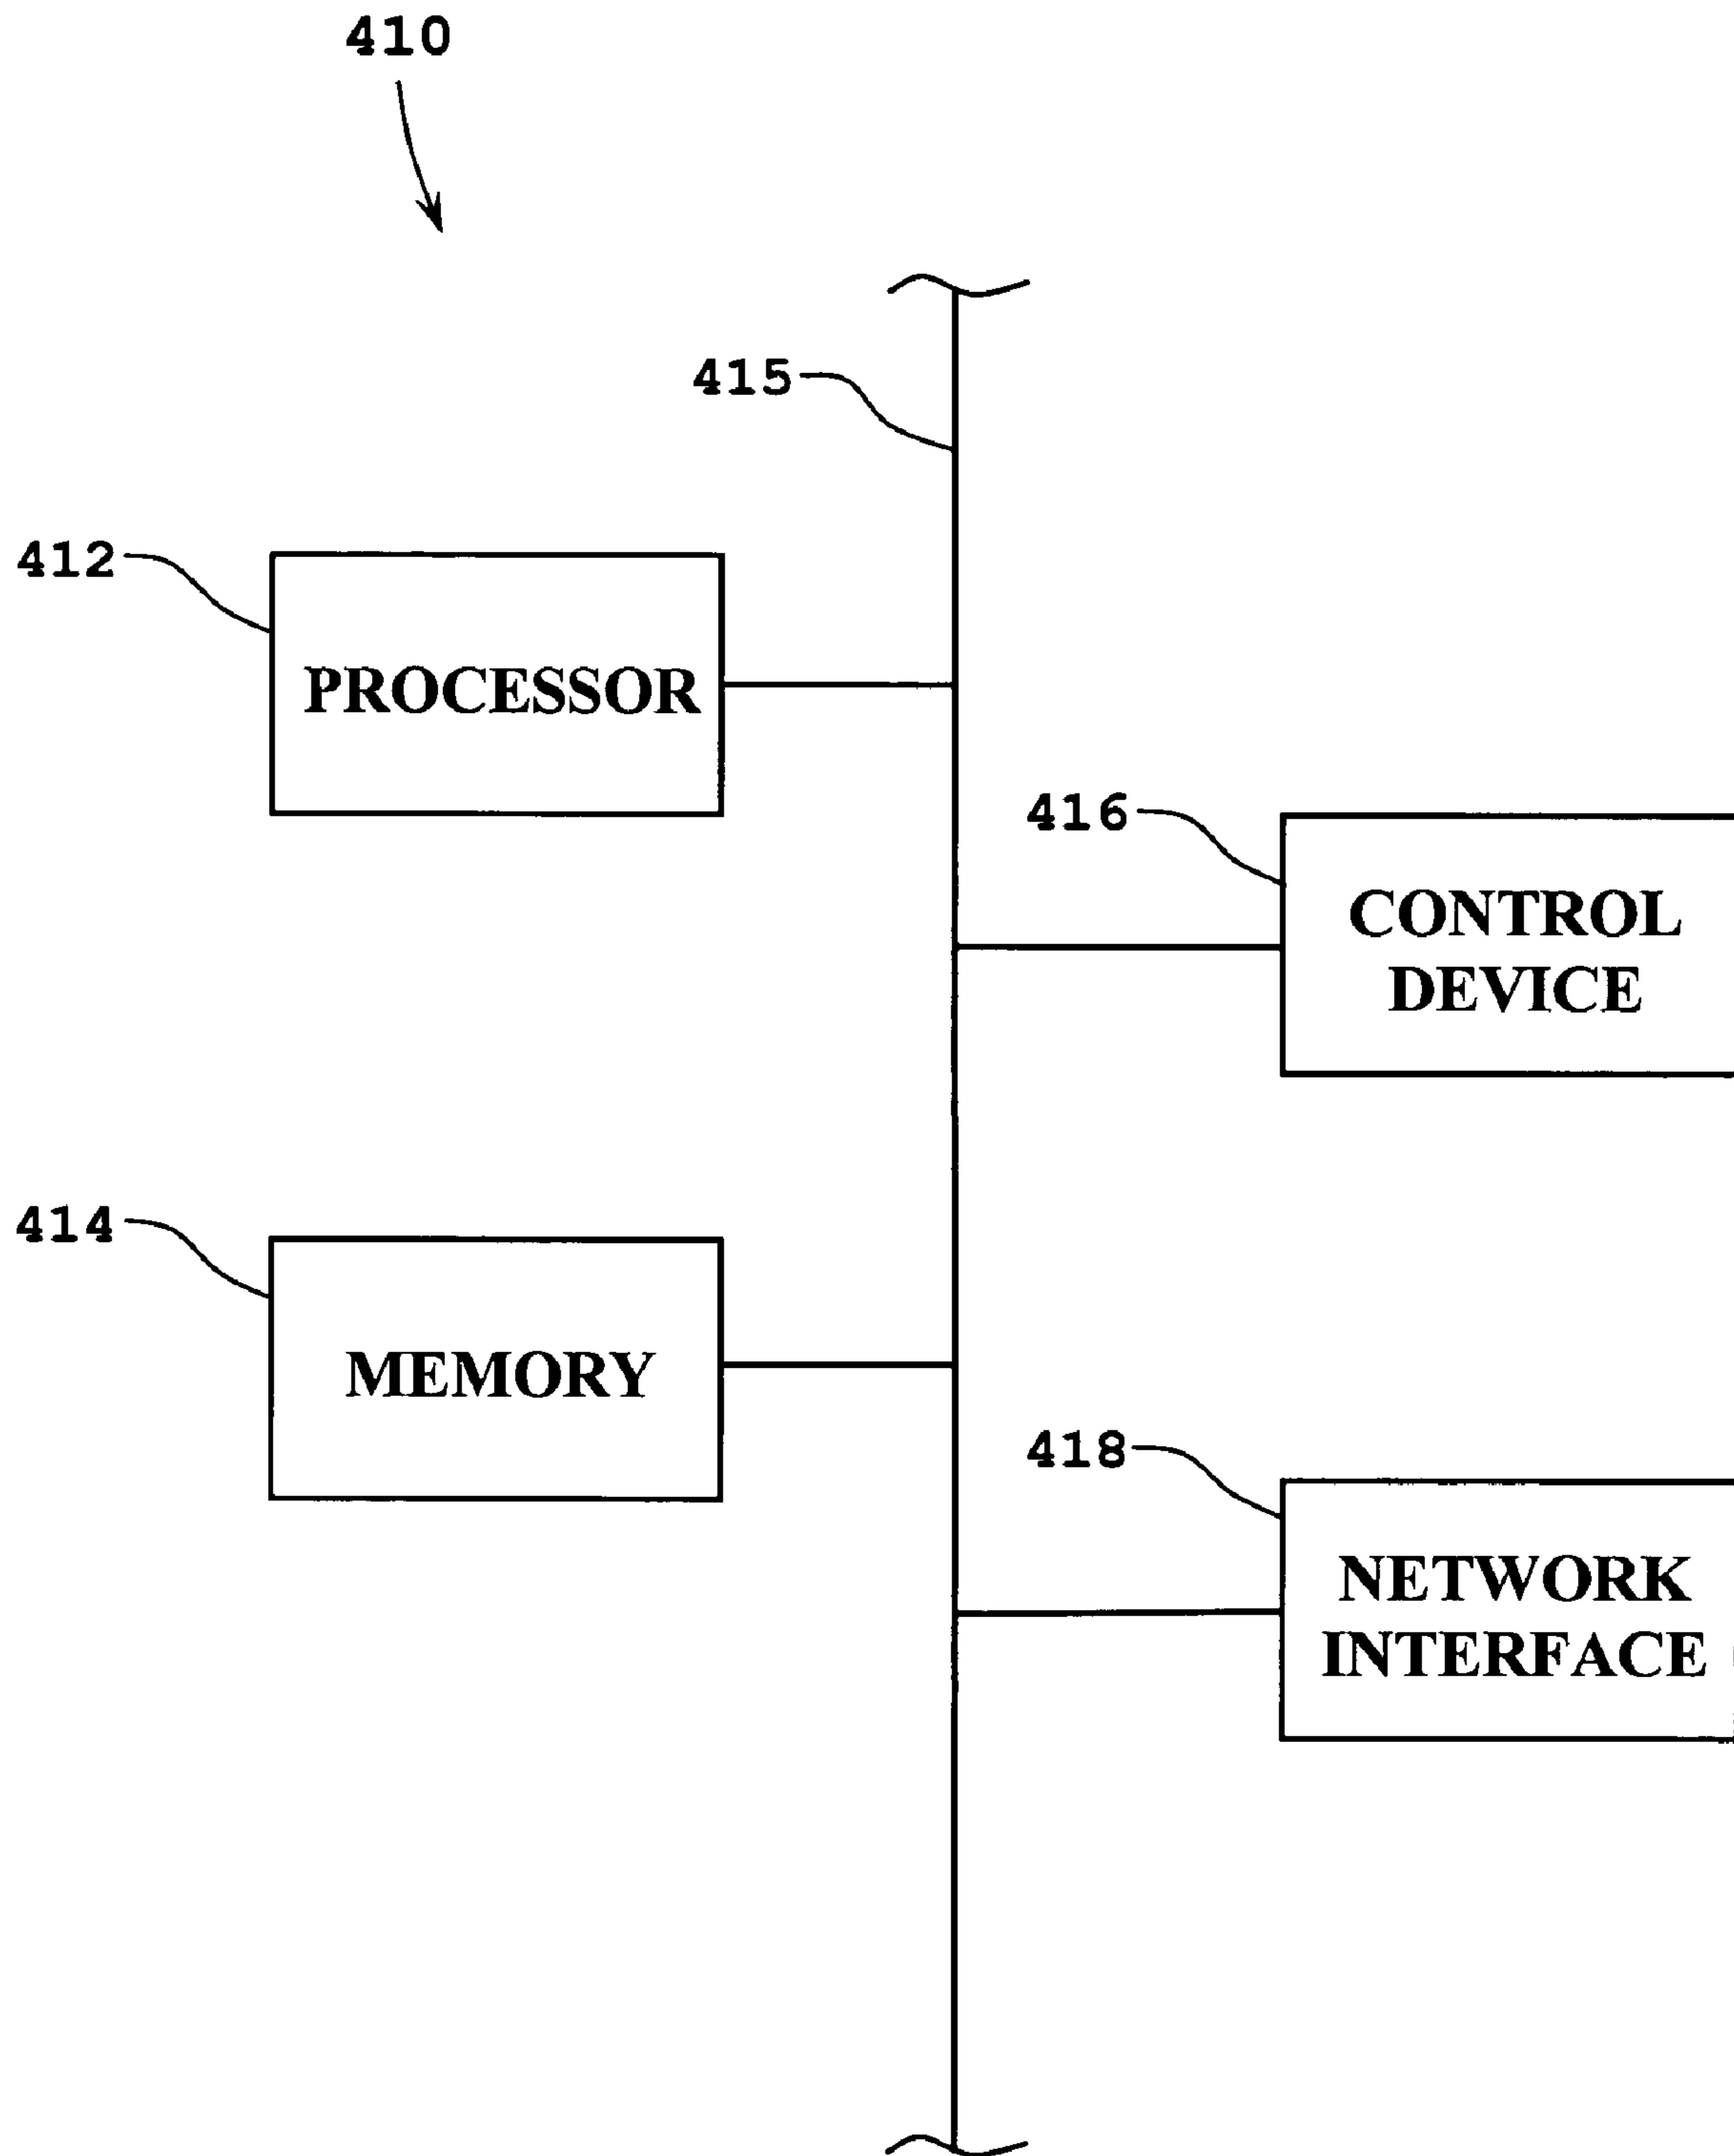 410
415
412
PROCESSOR
416
CONTROL
DEVICE
414
MEMORY
418
NETWORK
INTERFACE